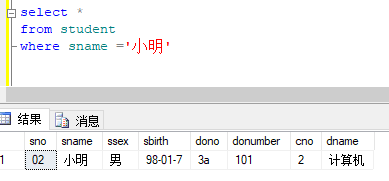 select *
from student
where sname ='小明'
结果 消息
sno sname ssex sbirth dono donumber cno dname
1 02 小明 男 98-01-7 3a 101 2 计算机